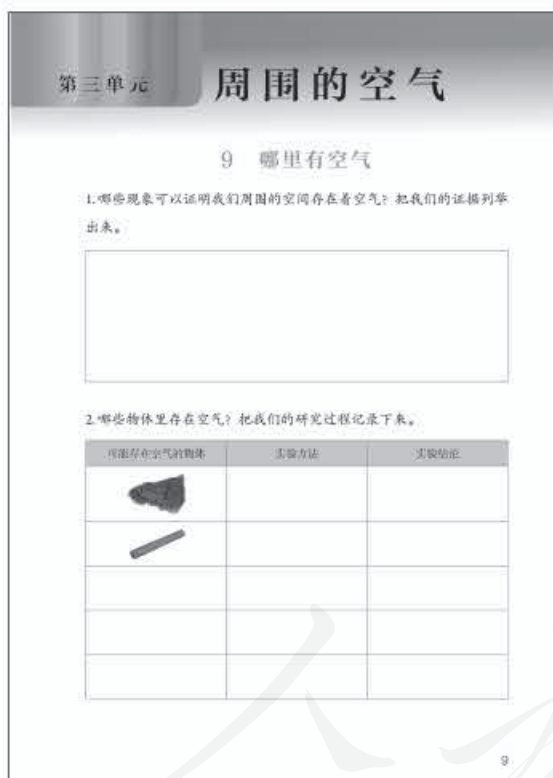 第三单元 周围的空气
9 哪里有空气
1.哪些现象可以证明我们周围的空间存在着空气？把我们的证据列举
出来。
2.哪些物体里存在空气？把我们的研究过程记录下来。
可能存在空气的物体 实验方法 实验结论
9